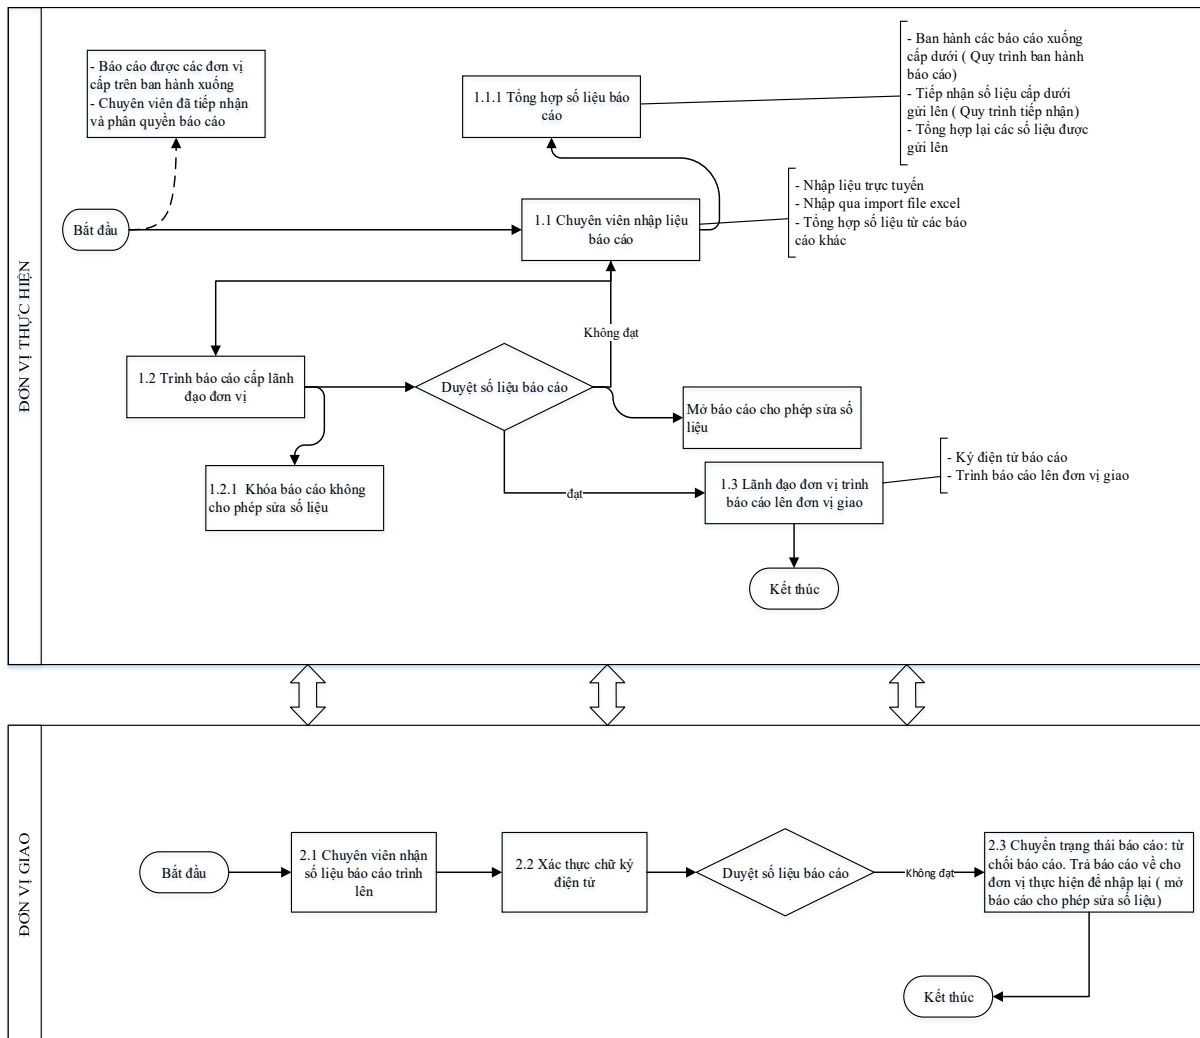 ĐƠN VỊ THỰC HIỆN
- Báo cáo được các đơn vị
cấp trên ban hành xuống
- Chuyên viên đã tiếp nhận
và phân quyền báo cáo
1.1.1 Tổng hợp số liệu báo
cáo
- Ban hành các báo cáo xuống
cấp dưới ( Quy trình ban hành
báo cáo)
- Tiếp nhận số liệu cấp dưới
gửi lên ( Quy trình tiếp nhận)
- Tổng hợp lại các số liệu được
gửi lên
Bắt đầu
1.1 Chuyên viên nhập liệu
báo cáo
- Nhập liệu trực tuyến
- Nhập qua import file excel
- Tổng hợp số liệu từ các báo
cáo khác
Không đạt
1.2 Trình báo cáo cấp lãnh
đạo đơn vị
Duyệt số liệu báo cáo
Mở báo cáo cho phép sửa số
liệu
1.2.1 Khóa báo cáo không
cho phép sửa số liệu
đạt
1.3 Lãnh đạo đơn vị trình
báo cáo lên đơn vị giao
- Ký điện tử báo cáo
- Trình báo cáo lên đơn vị giao
Kết thúc
ĐƠN VỊ GIAO
Bắt đầu
2.1 Chuyên viên nhận
số liệu báo cáo trình
lên
2.2 Xác thực chữ ký
điện tử
Duyệt số liệu báo cáo
Không đạt
2.3 Chuyển trạng thái báo cáo: từ
chối báo cáo. Trả báo cáo về cho
đơn vị thực hiện để nhập lại ( mở
báo cáo cho phép sửa số liệu)
Kết thúc